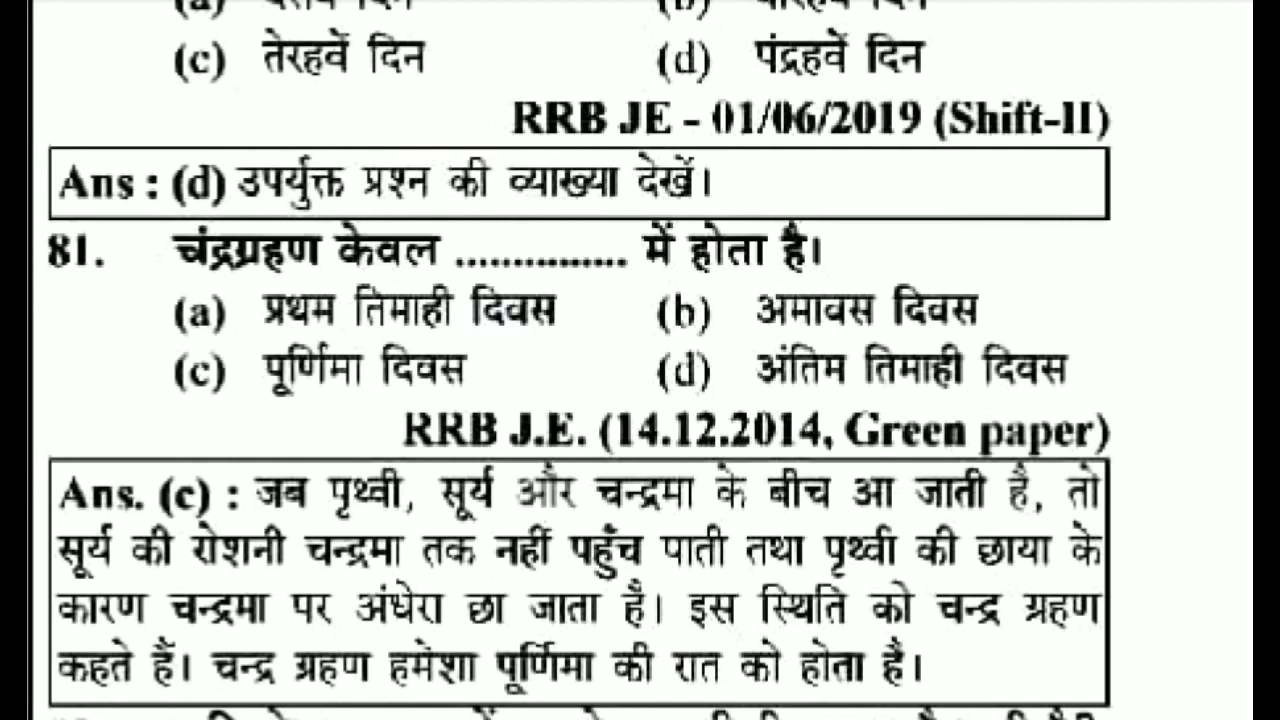 (c) तेरहवें दिन (d) पंद्रहवें दिन
RRB JE - 01/06/2019 (Shift-II)
Ans : (d) उपर्युक्त प्रश्न की व्याख्या देखें।
81. चंद्रग्रहण केवल ............... में होता है।
(a) प्रथम तिमाही दिवस (b) अमावस दिवस
(c) पूर्णिमा दिवस (d) अंतिम तिमाही दिवस
RRB J.E. (14.12.2014, Green paper)
Ans. (c) : जब पृथ्वी, सूर्य और चन्द्रमा के बीच आ जाती है, तो
सूर्य की रोशनी चन्द्रमा तक नहीं पहुँच पाती तथा पृथ्वी की छाया के
कारण चन्द्रमा पर अंधेरा छा जाता है। इस स्थिति को चन्द्र ग्रहण
कहते हैं। चन्द्र ग्रहण हमेशा पूर्णिमा की रात को होता है।